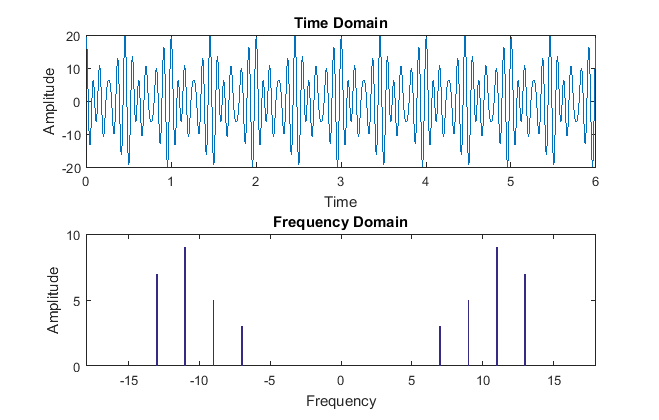 Time Domain
20
10
0
-10
-20
Amplitude
0 1 2 3 4 5 6
Time
Frequency Domain
10
5
0
Amplitude
-15 -10 -5 0 5 10 15
Frequency